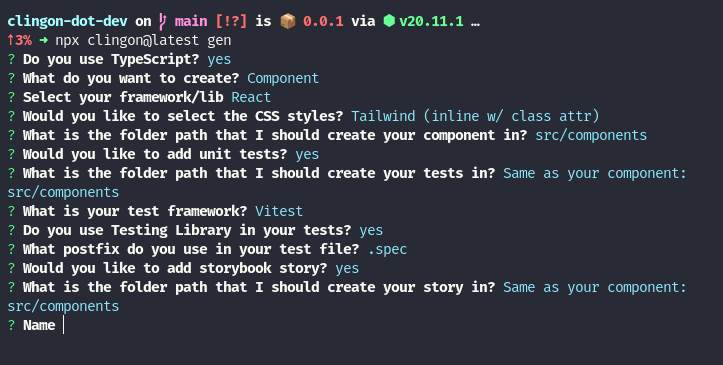 clingon-dot-dev on main [!?] is 📦 0.0.1 via ⬢ v20.11.1 …
↑3% ➜ npx clingon@latest gen
? Do you use TypeScript? yes
? What do you want to create? Component
? Select your framework/lib React
? Would you like to select the CSS styles? Tailwind (inline w/ class attr)
? What is the folder path that I should create your component in? src/components
? Would you like to add unit tests? yes
? What is the folder path that I should create your tests in? Same as your component:
src/components
? What is your test framework? Vitest
? Do you use Testing Library in your tests? yes
? What postfix do you use in your test file? .spec
? Would you like to add storybook story? yes
? What is the folder path that I should create your story in? Same as your component:
src/components
? Name